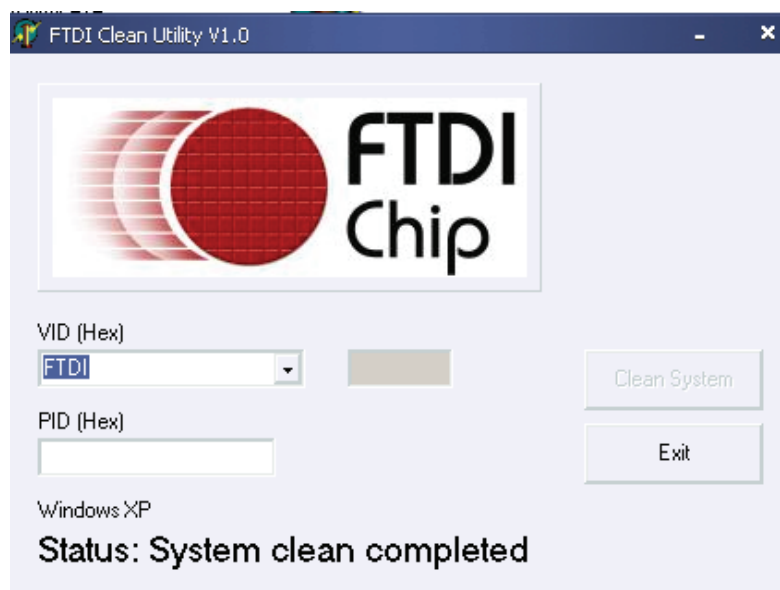 FTDI Clean Utility V1.0
FTDI
Chip
VID (Hex)
FTDI
Clean System
PID (Hex)
Exit
Windows XP
Status: System clean completed